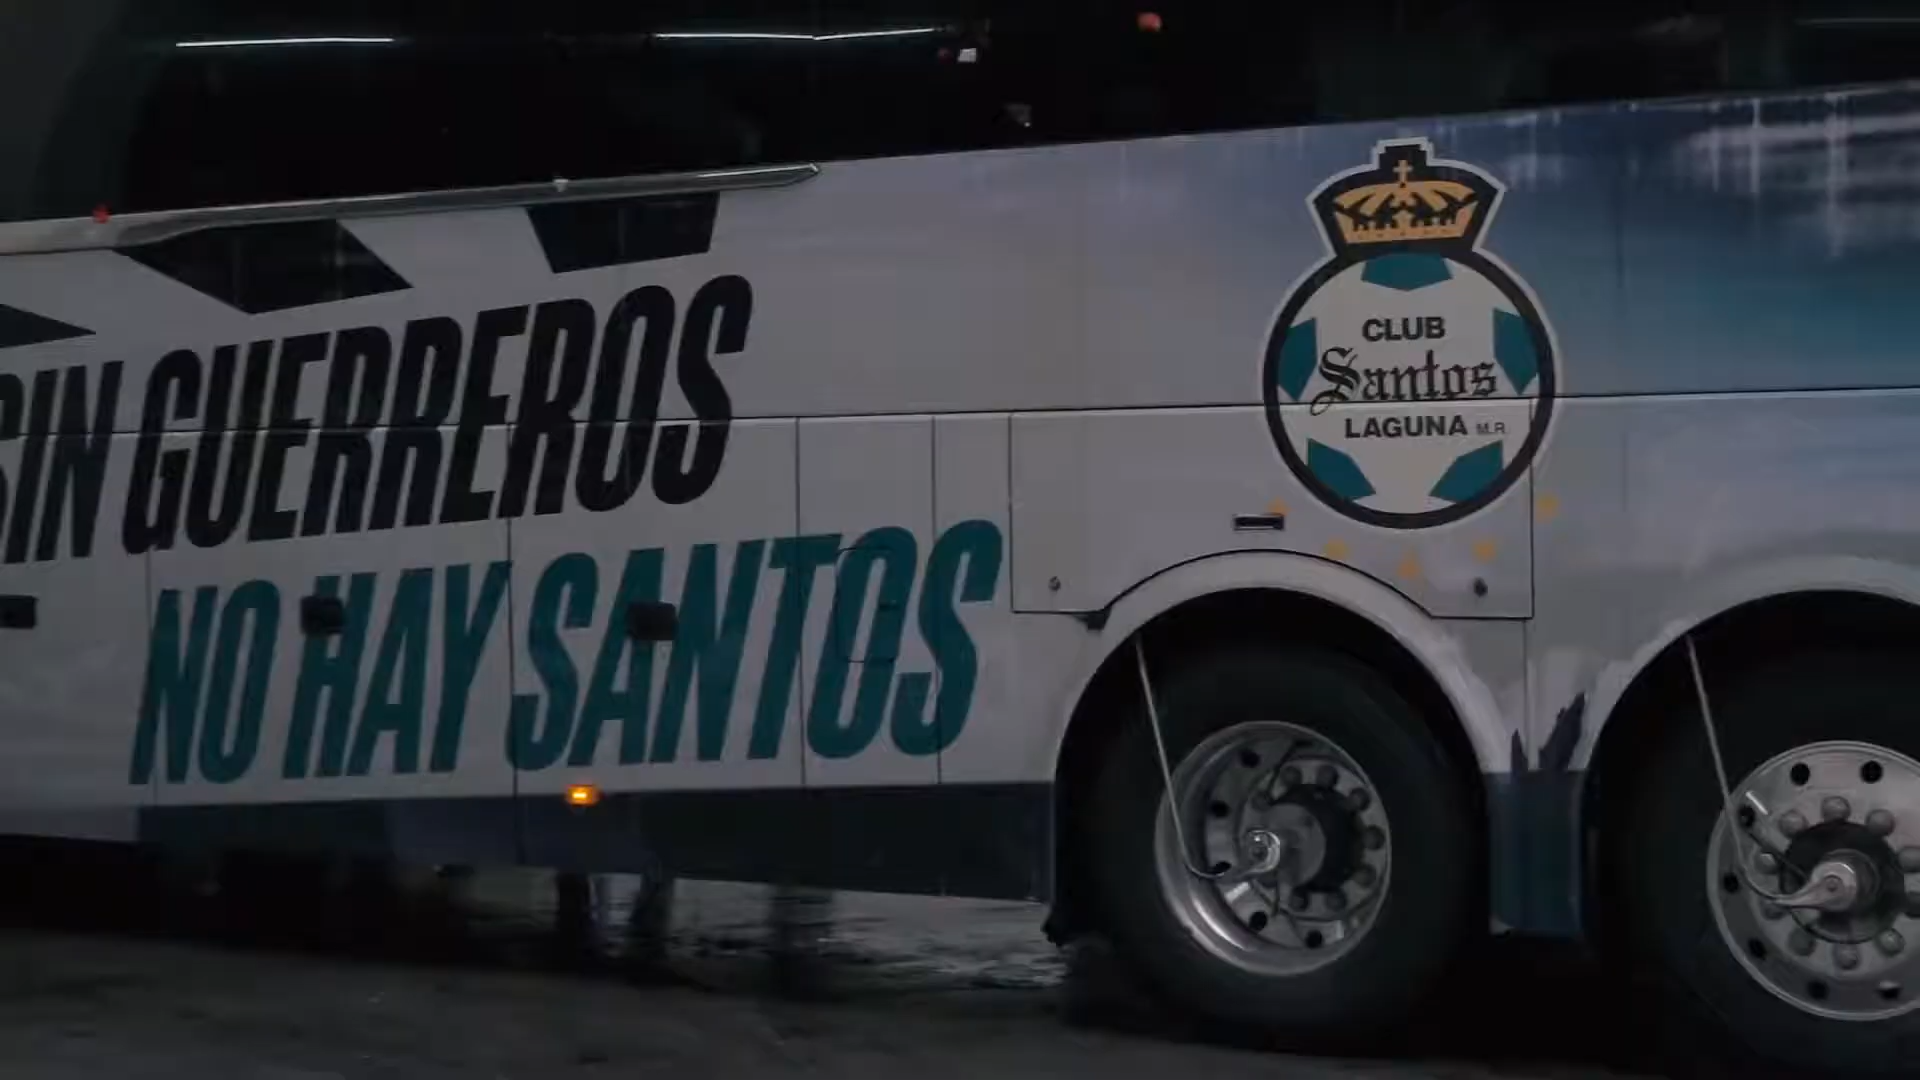 SIN GUERREROS
NO HAY SANTOS
CLUB
Santos
LAGUNA M.R.